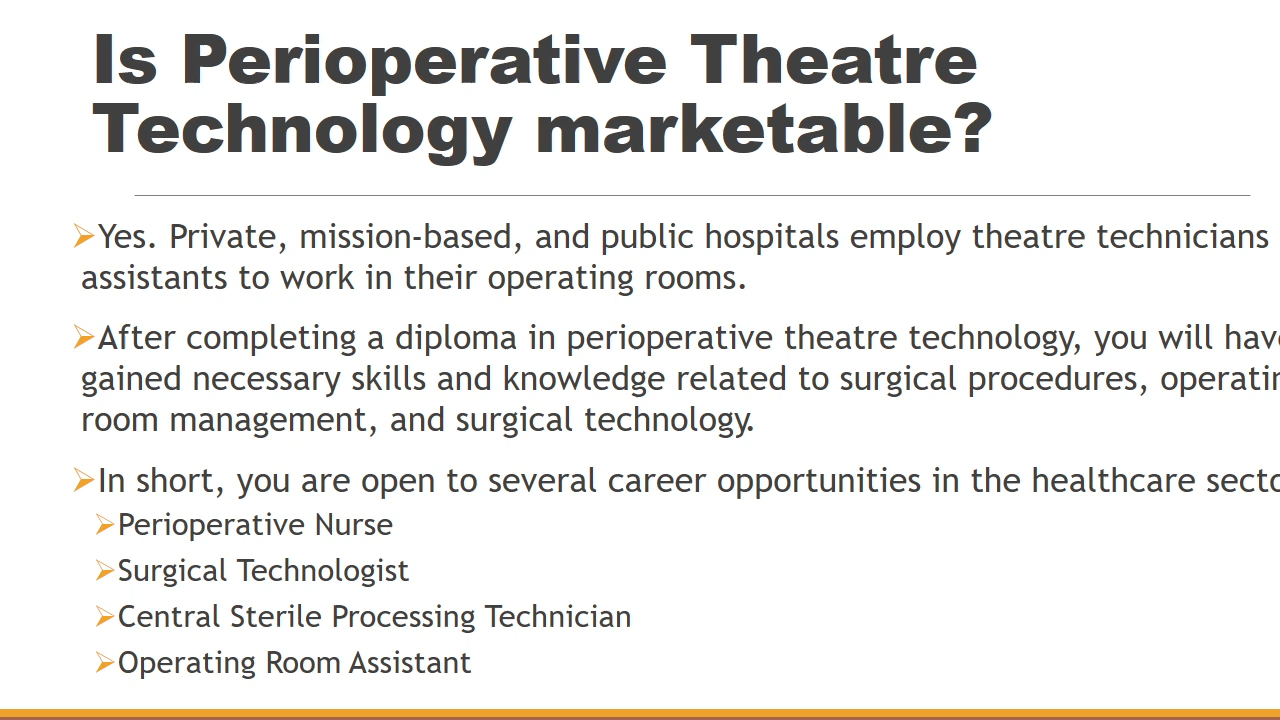 Is Perioperative Theatre
Technology marketable?
➢Yes. Private, mission-based, and public hospitals employ theatre technicians
assistants to work in their operating rooms.
➢After completing a diploma in perioperative theatre technology, you will have
gained necessary skills and knowledge related to surgical procedures,
room management, and surgical technology.
➢In short, you are open to several career opportunities in the healthcare
➢Perioperative Nurse
➢Surgical Technologist
➢Central Sterile Processing Technician
➢Operating Room Assistant